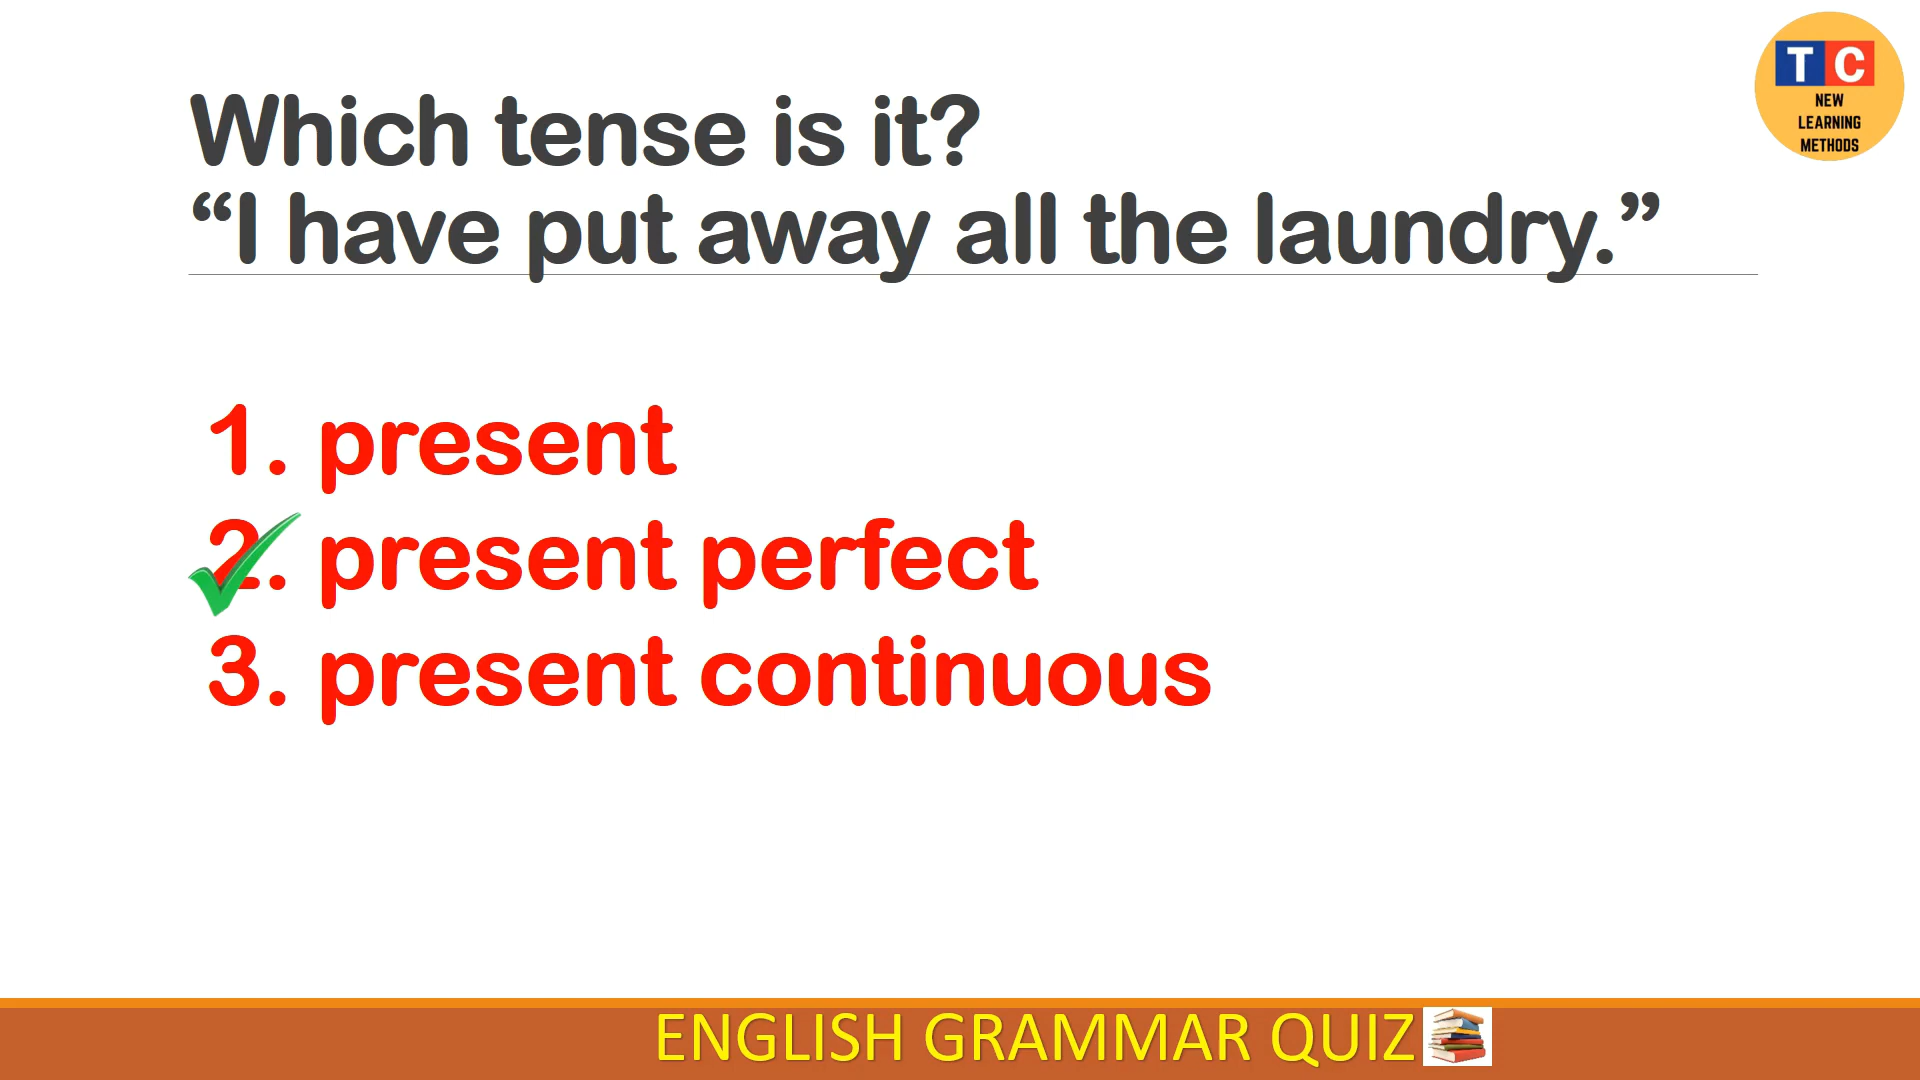 T C
NEW
LEARNING
METHODS
Which tense is it?
“I have put away all the laundry.”
1. present
2. present perfect
3. present continuous
ENGLISH GRAMMAR QUIZ